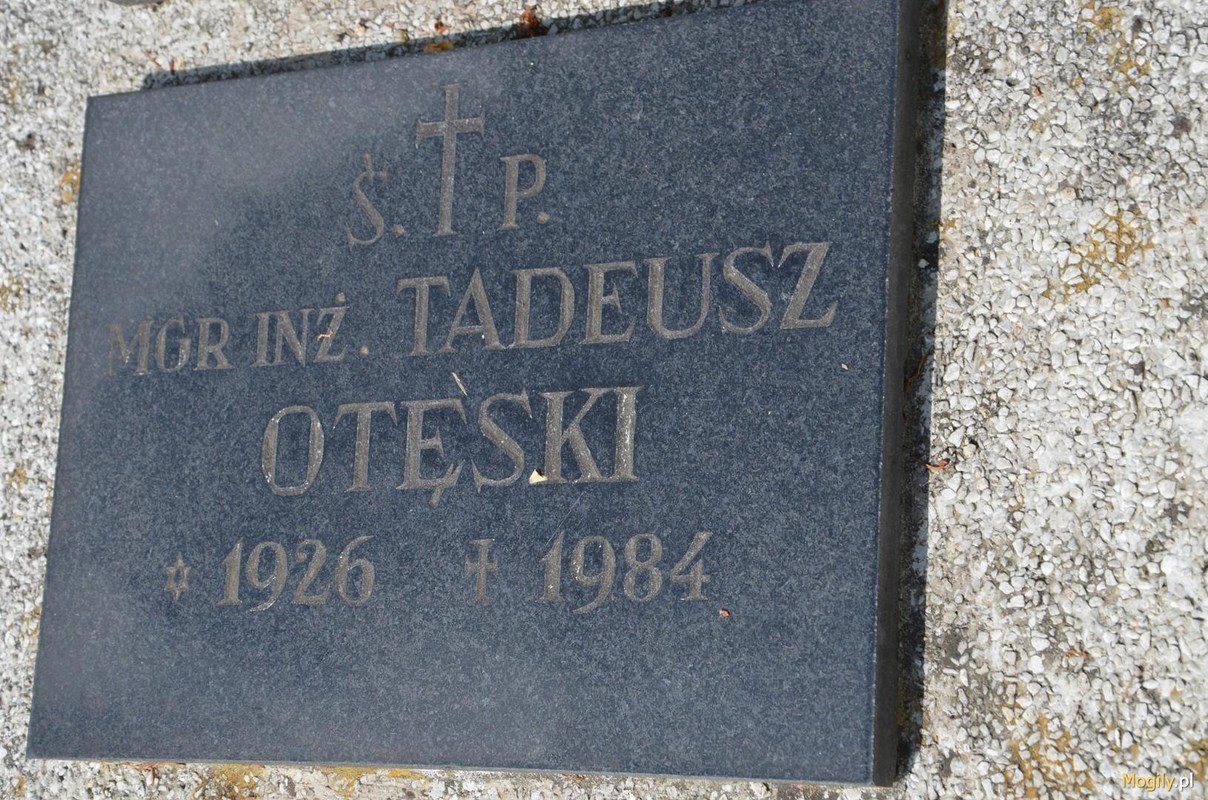 Ś. † P.
MGR INŻ. TADEUSZ
OTĘSKI
✡ 1926 † 1984
Mogily.pl